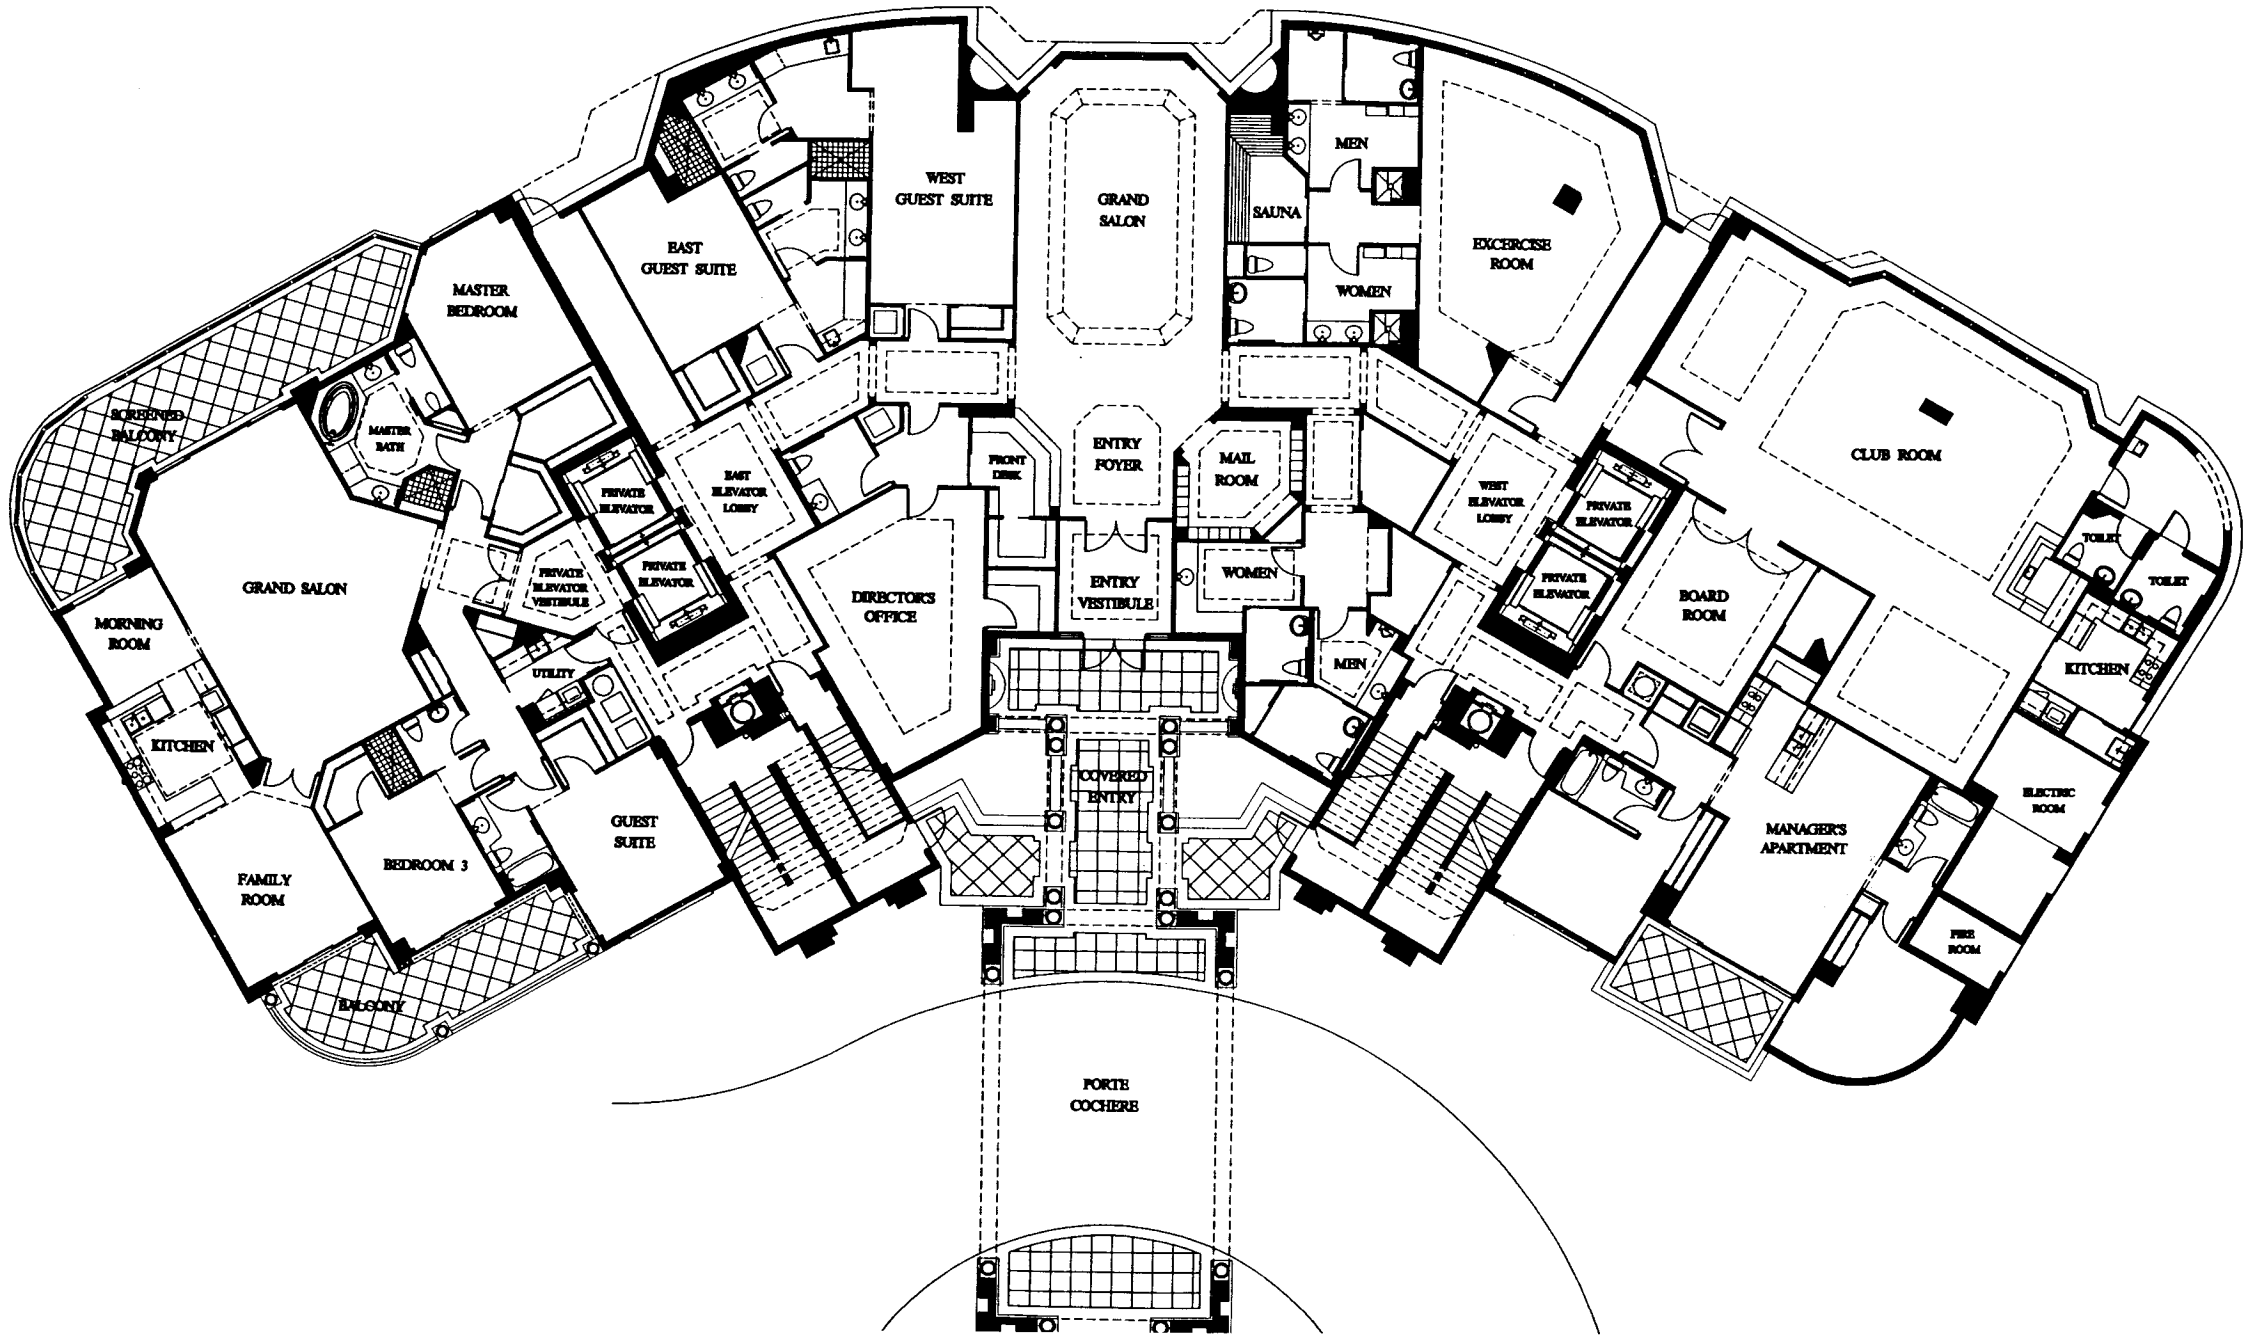 MEN
WEST
GUEST SUITE
GRAND
SALON
SAUNA
EAST
GUEST SUITE
EXCERCISE
ROOM
MASTER
BEDROOM
WOMEN
SCREENED
BALCONY
MASTER
BATH
ENTRY
FOYER
FRONT
DESK
MAIL
ROOM
CLUB ROOM
PRIVATE
ELEVATOR
EAST
ELEVATOR
LOBBY
WEST
ELEVATOR
LOBBY
PRIVATE
ELEVATOR
TOILET
GRAND SALON
PRIVATE
ELEVATOR
VESTIBULE
PRIVATE
ELEVATOR
DIRECTOR'S
OFFICE
ENTRY
VESTIBULE
WOMEN
PRIVATE
ELEVATOR
BOARD
ROOM
TOILET
MORNING
ROOM
UTILITY
MEN
KITCHEN
KITCHEN
COVERED
ENTRY
ELECTRIC
ROOM
GUEST
SUITE
MANAGER'S
APARTMENT
BEDROOM 3
FAMILY
ROOM
FIRE
ROOM
BALCONY
PORTE
COCHERE